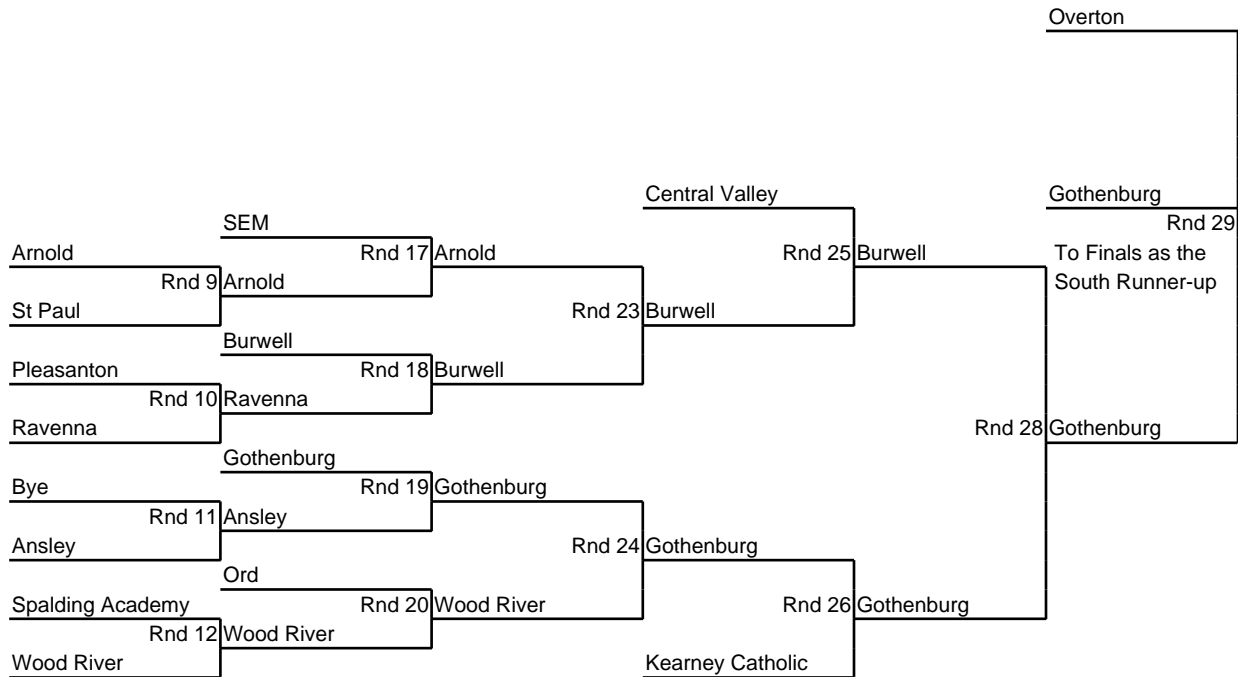 Overton
Central Valley
Gothenburg
SEM
Rnd 29
Arnold
Rnd 17 Arnold
Rnd 25 Burwell
To Finals as the
Rnd 9 Arnold
South Runner-up
St Paul
Rnd 23 Burwell
Burwell
Pleasanton
Rnd 18 Burwell
Rnd 10 Ravenna
Ravenna
Rnd 28 Gothenburg
Gothenburg
Bye
Rnd 19 Gothenburg
Rnd 11 Ansley
Ansley
Rnd 24 Gothenburg
Ord
Spalding Academy
Rnd 20 Wood River
Rnd 26 Gothenburg
Rnd 12 Wood River
Wood River
Kearney Catholic